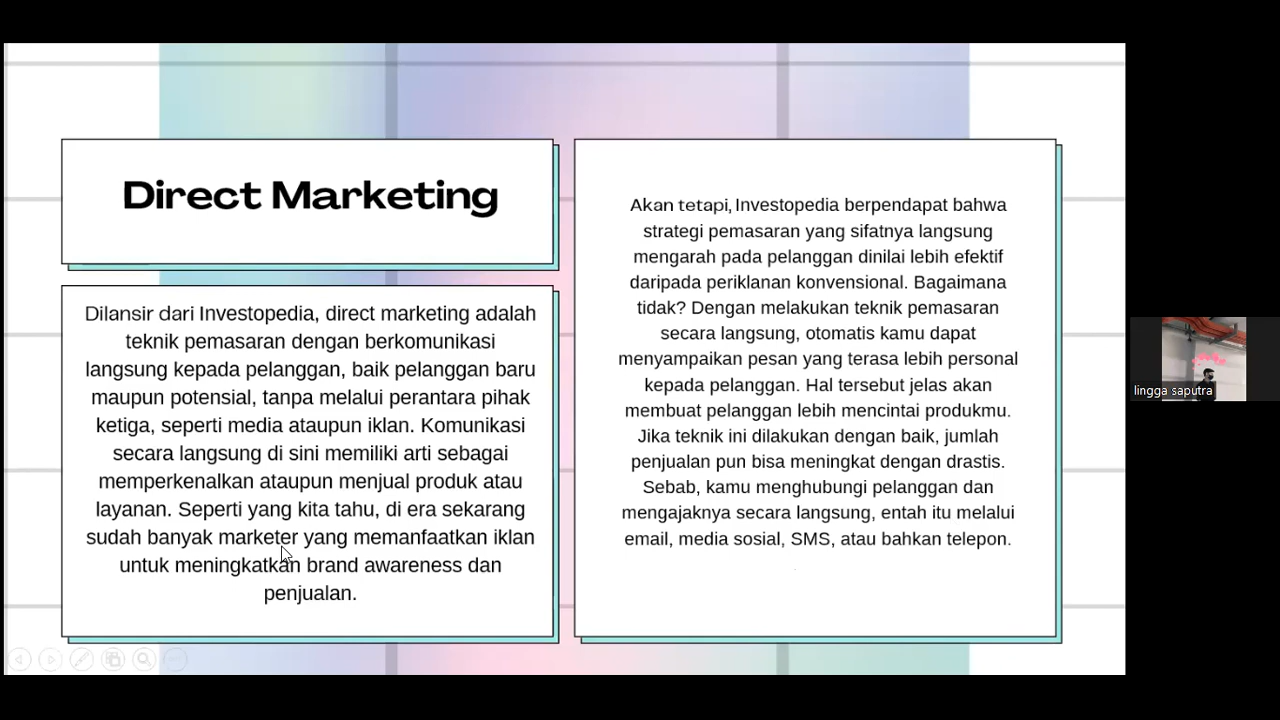 Direct Marketing
Dilansir dari Investopedia, direct marketing adalah
teknik pemasaran dengan berkomunikasi
langsung kepada pelanggan, baik pelanggan baru
maupun potensial, tanpa melalui perantara pihak
ketiga, seperti media ataupun iklan. Komunikasi
secara langsung di sini memiliki arti sebagai
memperkenalkan ataupun menjual produk atau
layanan. Seperti yang kita tahu, di era sekarang
sudah banyak marketer yang memanfaatkan iklan
untuk meningkatkan brand awareness dan
penjualan.
Akan tetapi, Investopedia berpendapat bahwa
strategi pemasaran yang sifatnya langsung
mengarah pada pelanggan dinilai lebih efektif
daripada periklanan konvensional. Bagaimana
tidak? Dengan melakukan teknik pemasaran
secara langsung, otomatis kamu dapat
menyampaikan pesan yang terasa lebih personal
kepada pelanggan. Hal tersebut jelas akan
membuat pelanggan lebih mencintai produkmu.
Jika teknik ini dilakukan dengan baik, jumlah
penjualan pun bisa meningkat dengan drastis.
Sebab, kamu menghubungi pelanggan dan
mengajaknya secara langsung, entah itu melalui
email, media sosial, SMS, atau bahkan telepon.
lingga saputra